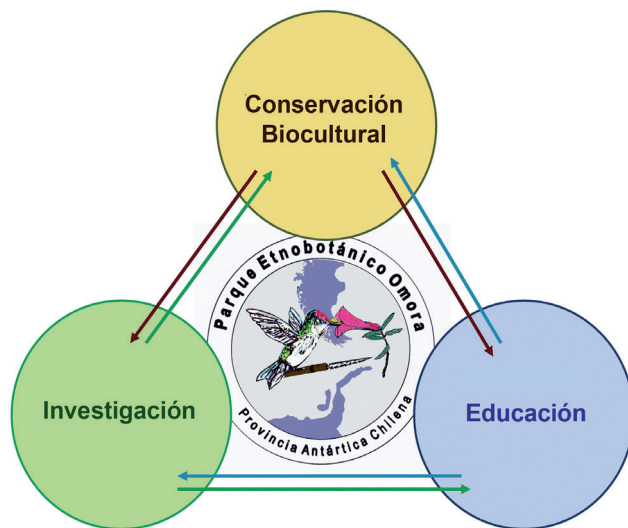 Conservación
Biocultural
Parque Etnobotánico Omora
Investigación
Educación
Provincia Antártica Chilena